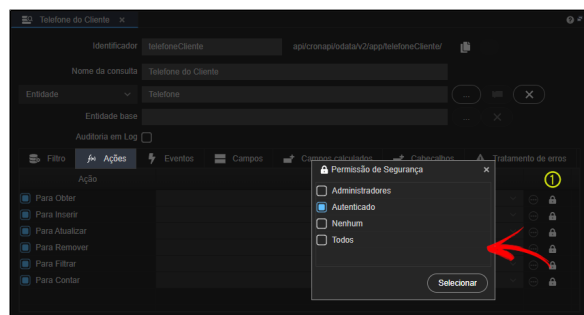 Telefone do Cliente ×
Identificador telefoneCliente api/cronapi/odata/v2/app/telefoneCliente/
Nome da consulta Telefone do Cliente
Entidade Telefone ...
Entidade base ...
Auditoria em Log
Filtro Ações Eventos Campos Campos calculados Cabeçalhos Tratamento de erros
Ação
Permissão de Segurança ×
1
Para Obter
Para Inserir
Para Atualizar
Para Remover
Para Filtrar
Para Contar
Administradores
Autenticado
Nenhum
Todos
Selecionar